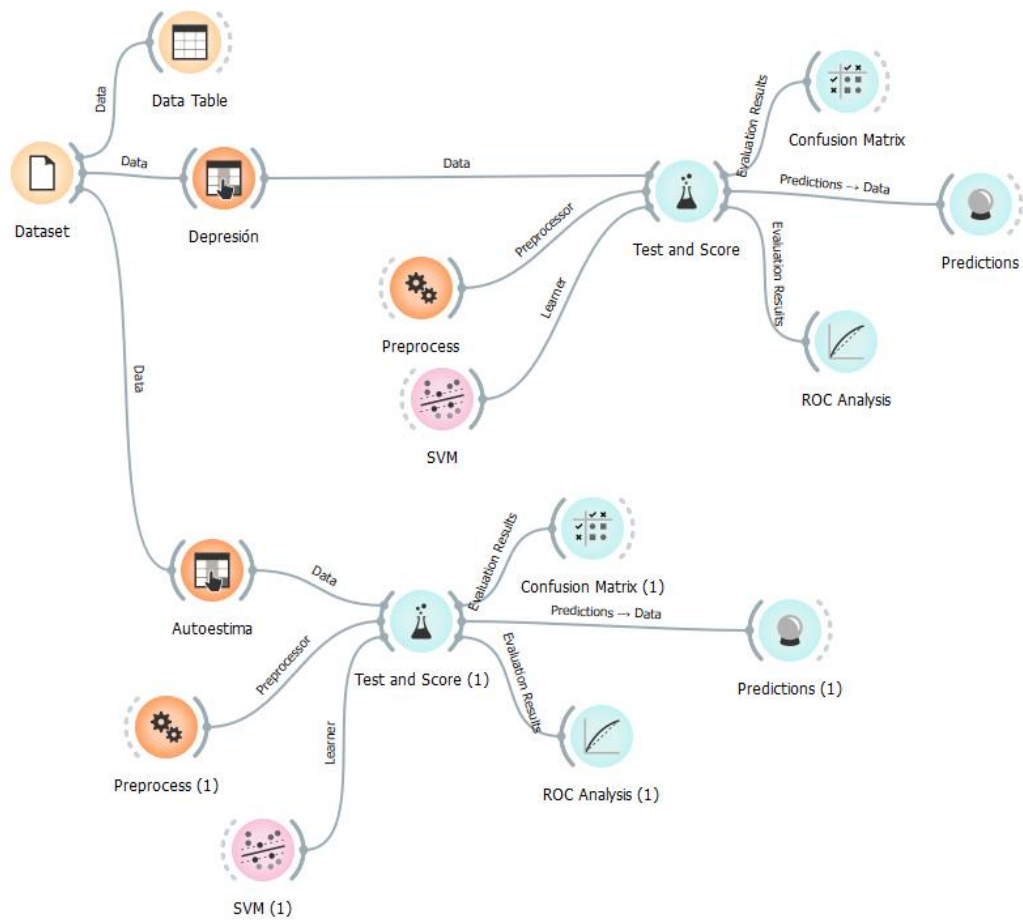 Data
Data Table
Dataset
Data
Depresión
Data
Data
Preprocessor
Preprocess
Learner
SVM
Test and Score
Evaluation Results
Confusion Matrix
Predictions → Data
Predictions
Evaluation Results
ROC Analysis
Autoestima
Data
Preprocessor
Preprocess (1)
Learner
SVM (1)
Test and Score (1)
Evaluation Results
Confusion Matrix (1)
Predictions → Data
Predictions (1)
Evaluation Results
ROC Analysis (1)